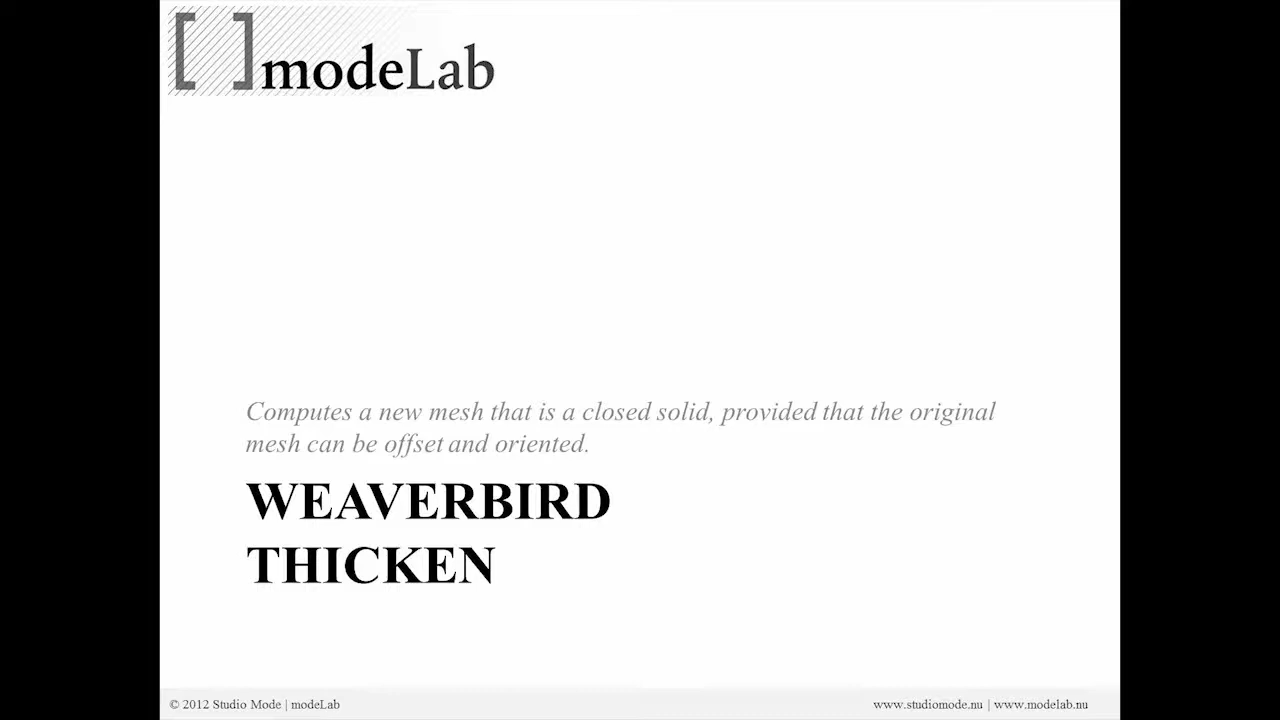 [ ] modeLab
Computes a new mesh that is a closed solid, provided that the original
mesh can be offset and oriented.
WEAVERBIRD
THICKEN
© 2012 Studio Mode | modeLab
www.studiomode.nu | www.modelab.nu